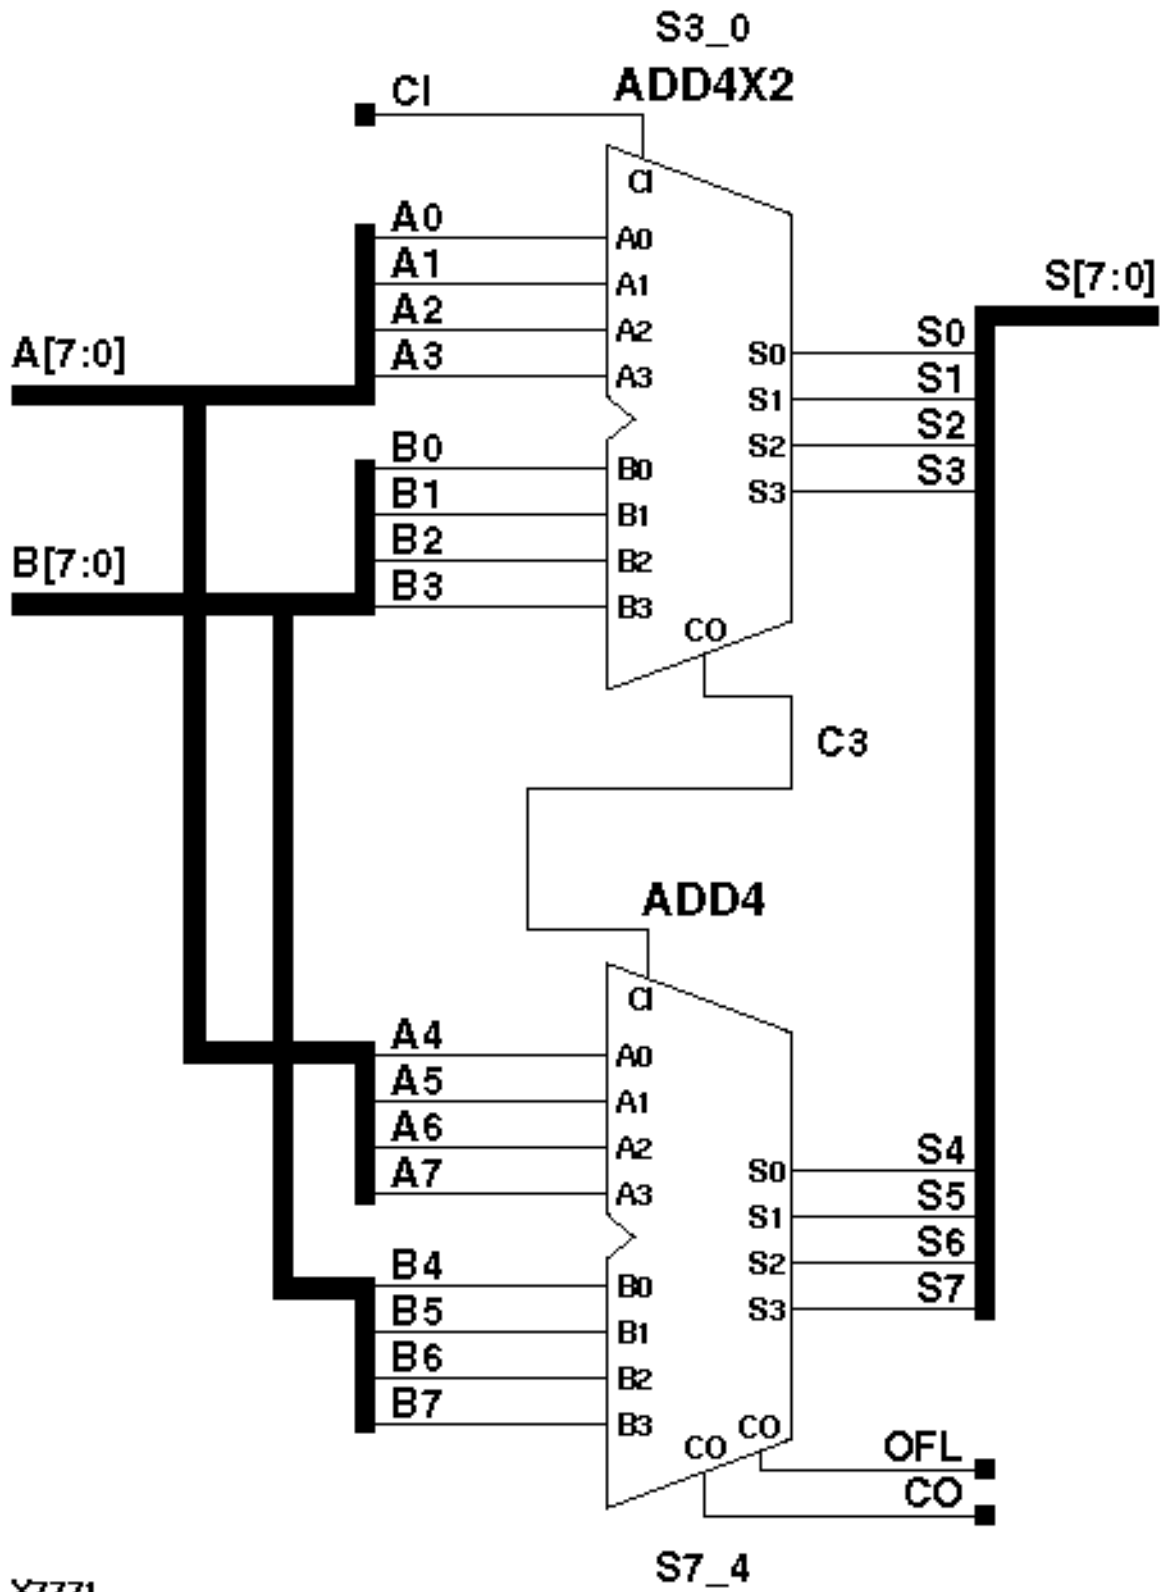 S3_0
ADD4X2
CI
CI
A0
A1
A2
A3
A0
A1
A2
A3
A[7:0]
B0
B1
B2
B3
B0
B1
B2
B3
B[7:0]
S0
S1
S2
S3
S0
S1
S2
S3
S[7:0]
CO
C3
ADD4
CI
A4
A5
A6
A7
A0
A1
A2
A3
B4
B5
B6
B7
B0
B1
B2
B3
S0
S1
S2
S3
S4
S5
S6
S7
CO
CO
OFL
CO
S7_4
X7771